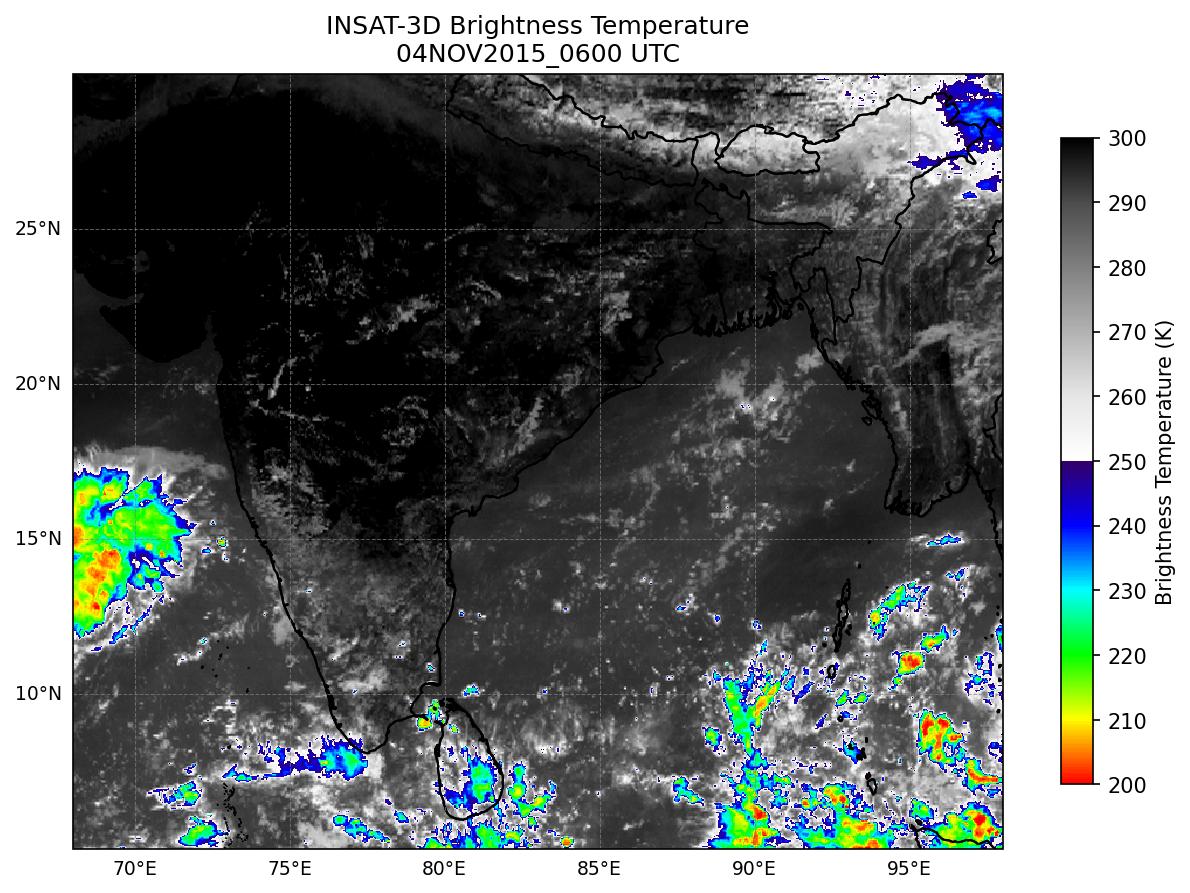 INSAT-3D Brightness Temperature
04NOV2015_0600 UTC
25°N
20°N
15°N
10°N
70°E
75°E
80°E
85°E
90°E
95°E
300
290
280
270
260
250
240
230
220
210
200
Brightness Temperature (K)